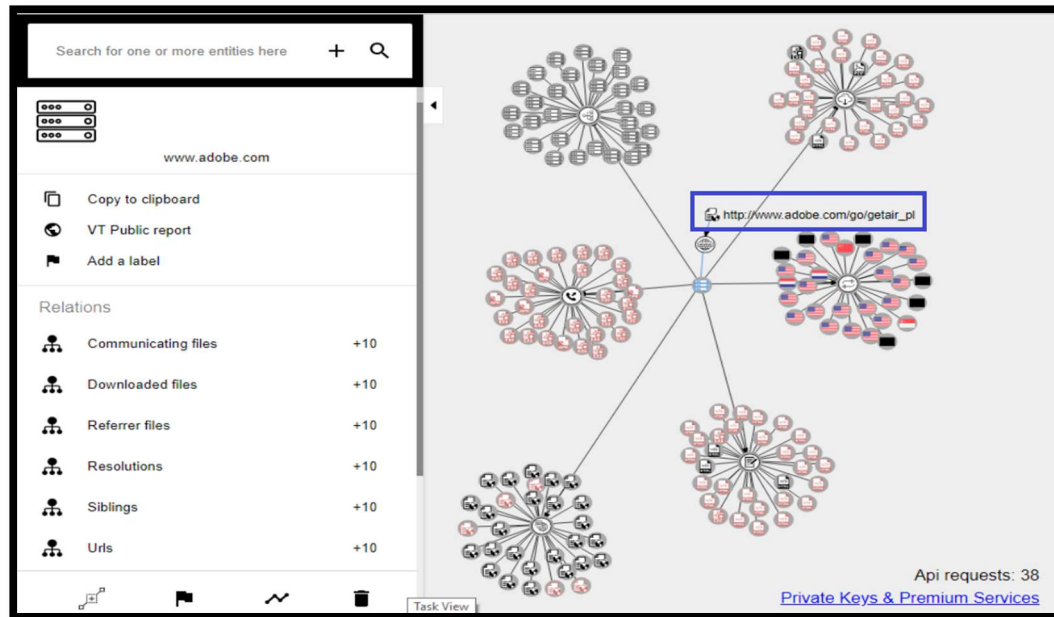 Search for one or more entities here
www.adobe.com
Copy to clipboard
VT Public report
Add a label
Relations
Communicating files +10
Downloaded files +10
Referrer files +10
Resolutions +10
Siblings +10
Urls +10
Task View
http://www.adobe.com/go/getair_pl
Api requests: 38
Private Keys & Premium Services